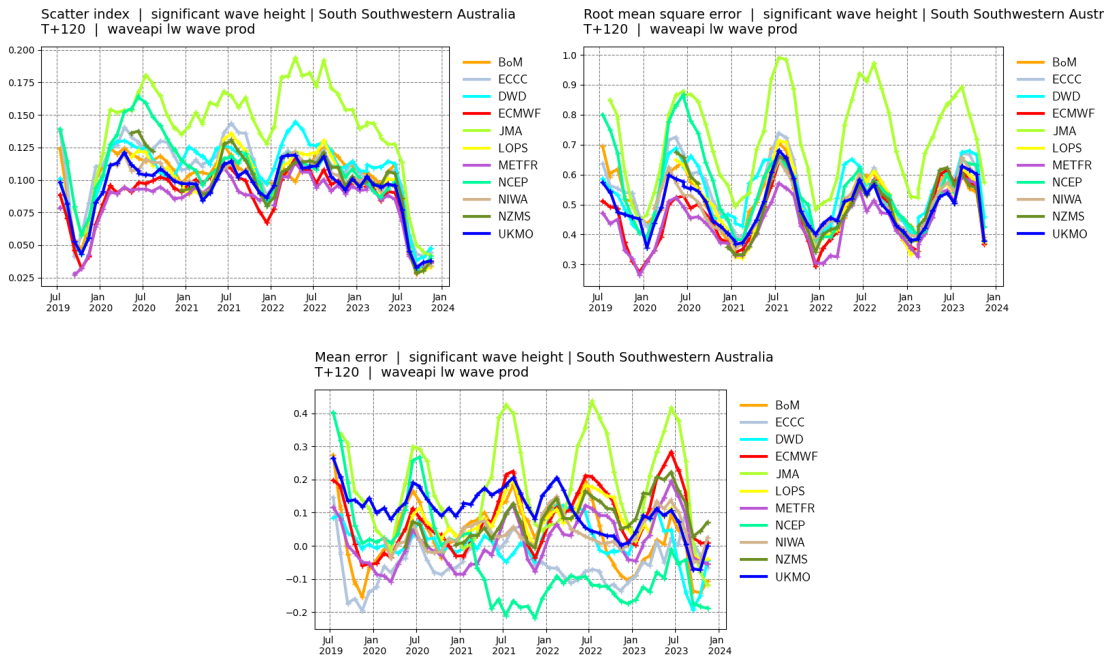 Scatter index | significant wave height | South Southwestern Australia
T+120 | waveapi lw wave prod
0.200
0.175
0.150
0.125
0.100
0.075
0.050
0.025
Jul 2019
Jan 2020
Jul 2020
Jan 2021
Jul 2021
Jan 2022
Jul 2022
Jan 2023
Jul 2023
Jan 2024
BoM
ECCC
DWD
ECMWF
JMA
LOPS
METFR
NCEP
NIWA
NZMS
UKMO
Root mean square error | significant wave height | South Southwestern Austr
T+120 | waveapi lw wave prod
1.0
0.9
0.8
0.7
0.6
0.5
0.4
0.3
Jul 2019
Jan 2020
Jul 2020
Jan 2021
Jul 2021
Jan 2022
Jul 2022
Jan 2023
Jul 2023
Jan 2024
BoM
ECCC
DWD
ECMWF
JMA
LOPS
METFR
NCEP
NIWA
NZMS
UKMO
Mean error | significant wave height | South Southwestern Australia
T+120 | waveapi lw wave prod
0.4
0.3
0.2
0.1
0.0
−0.1
−0.2
Jul 2019
Jan 2020
Jul 2020
Jan 2021
Jul 2021
Jan 2022
Jul 2022
Jan 2023
Jul 2023
Jan 2024
BoM
ECCC
DWD
ECMWF
JMA
LOPS
METFR
NCEP
NIWA
NZMS
UKMO